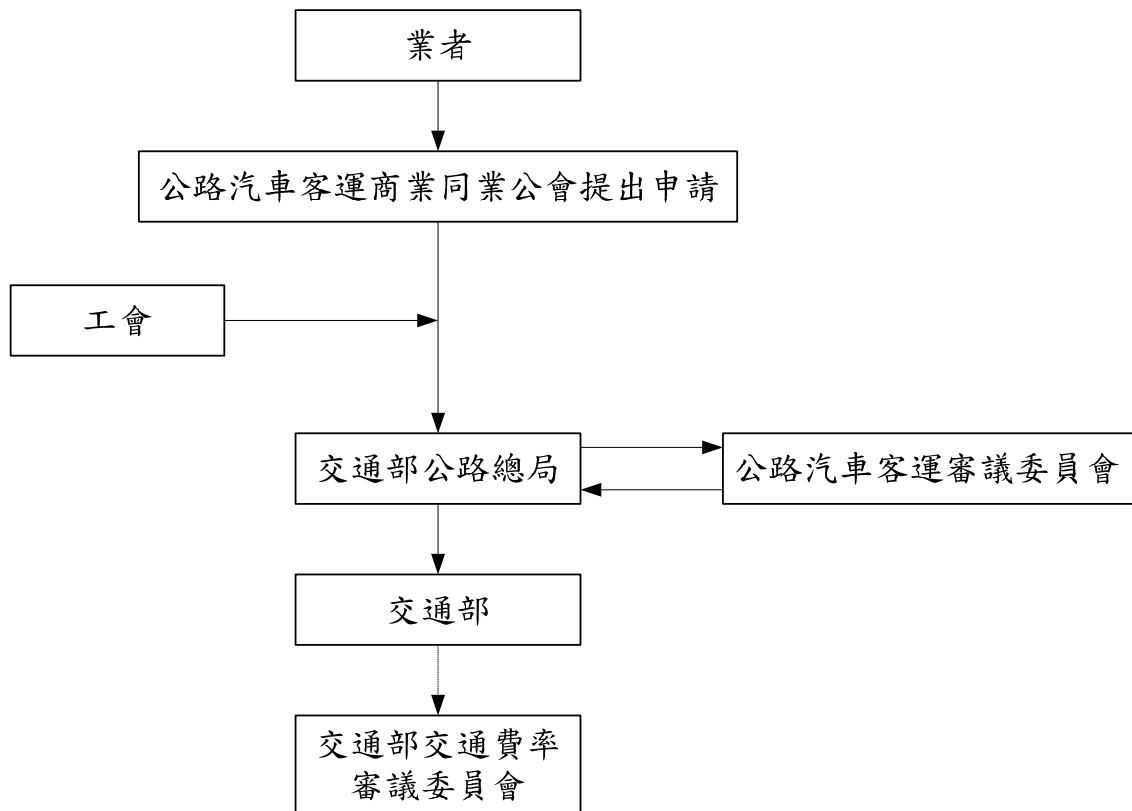 業者
公路汽車客運商業同業公會提出申請
工會
交通部公路總局
公路汽車客運審議委員會
交通部
交通部交通費率
審議委員會